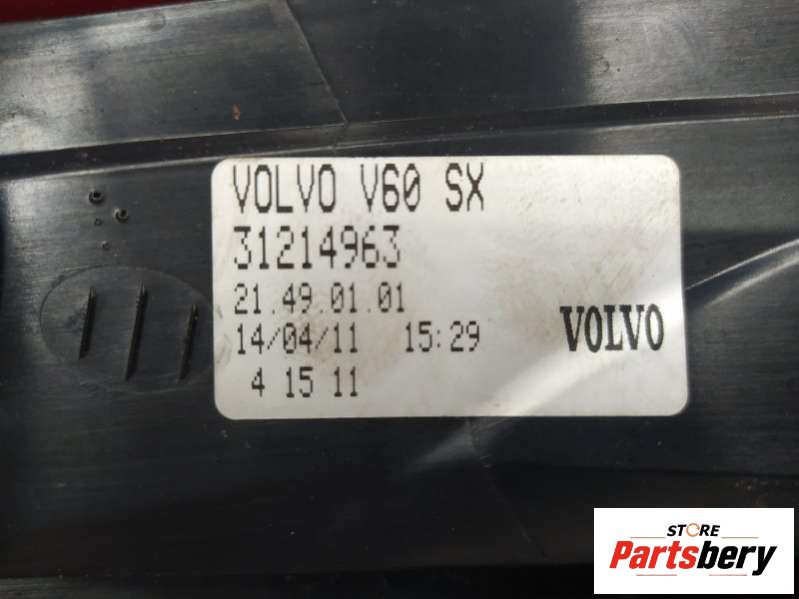 VOLVO V60 SX
31214963
21.49.01.01
14/04/11 15:29
4 15 11
VOLVO
STORE
Partsbery